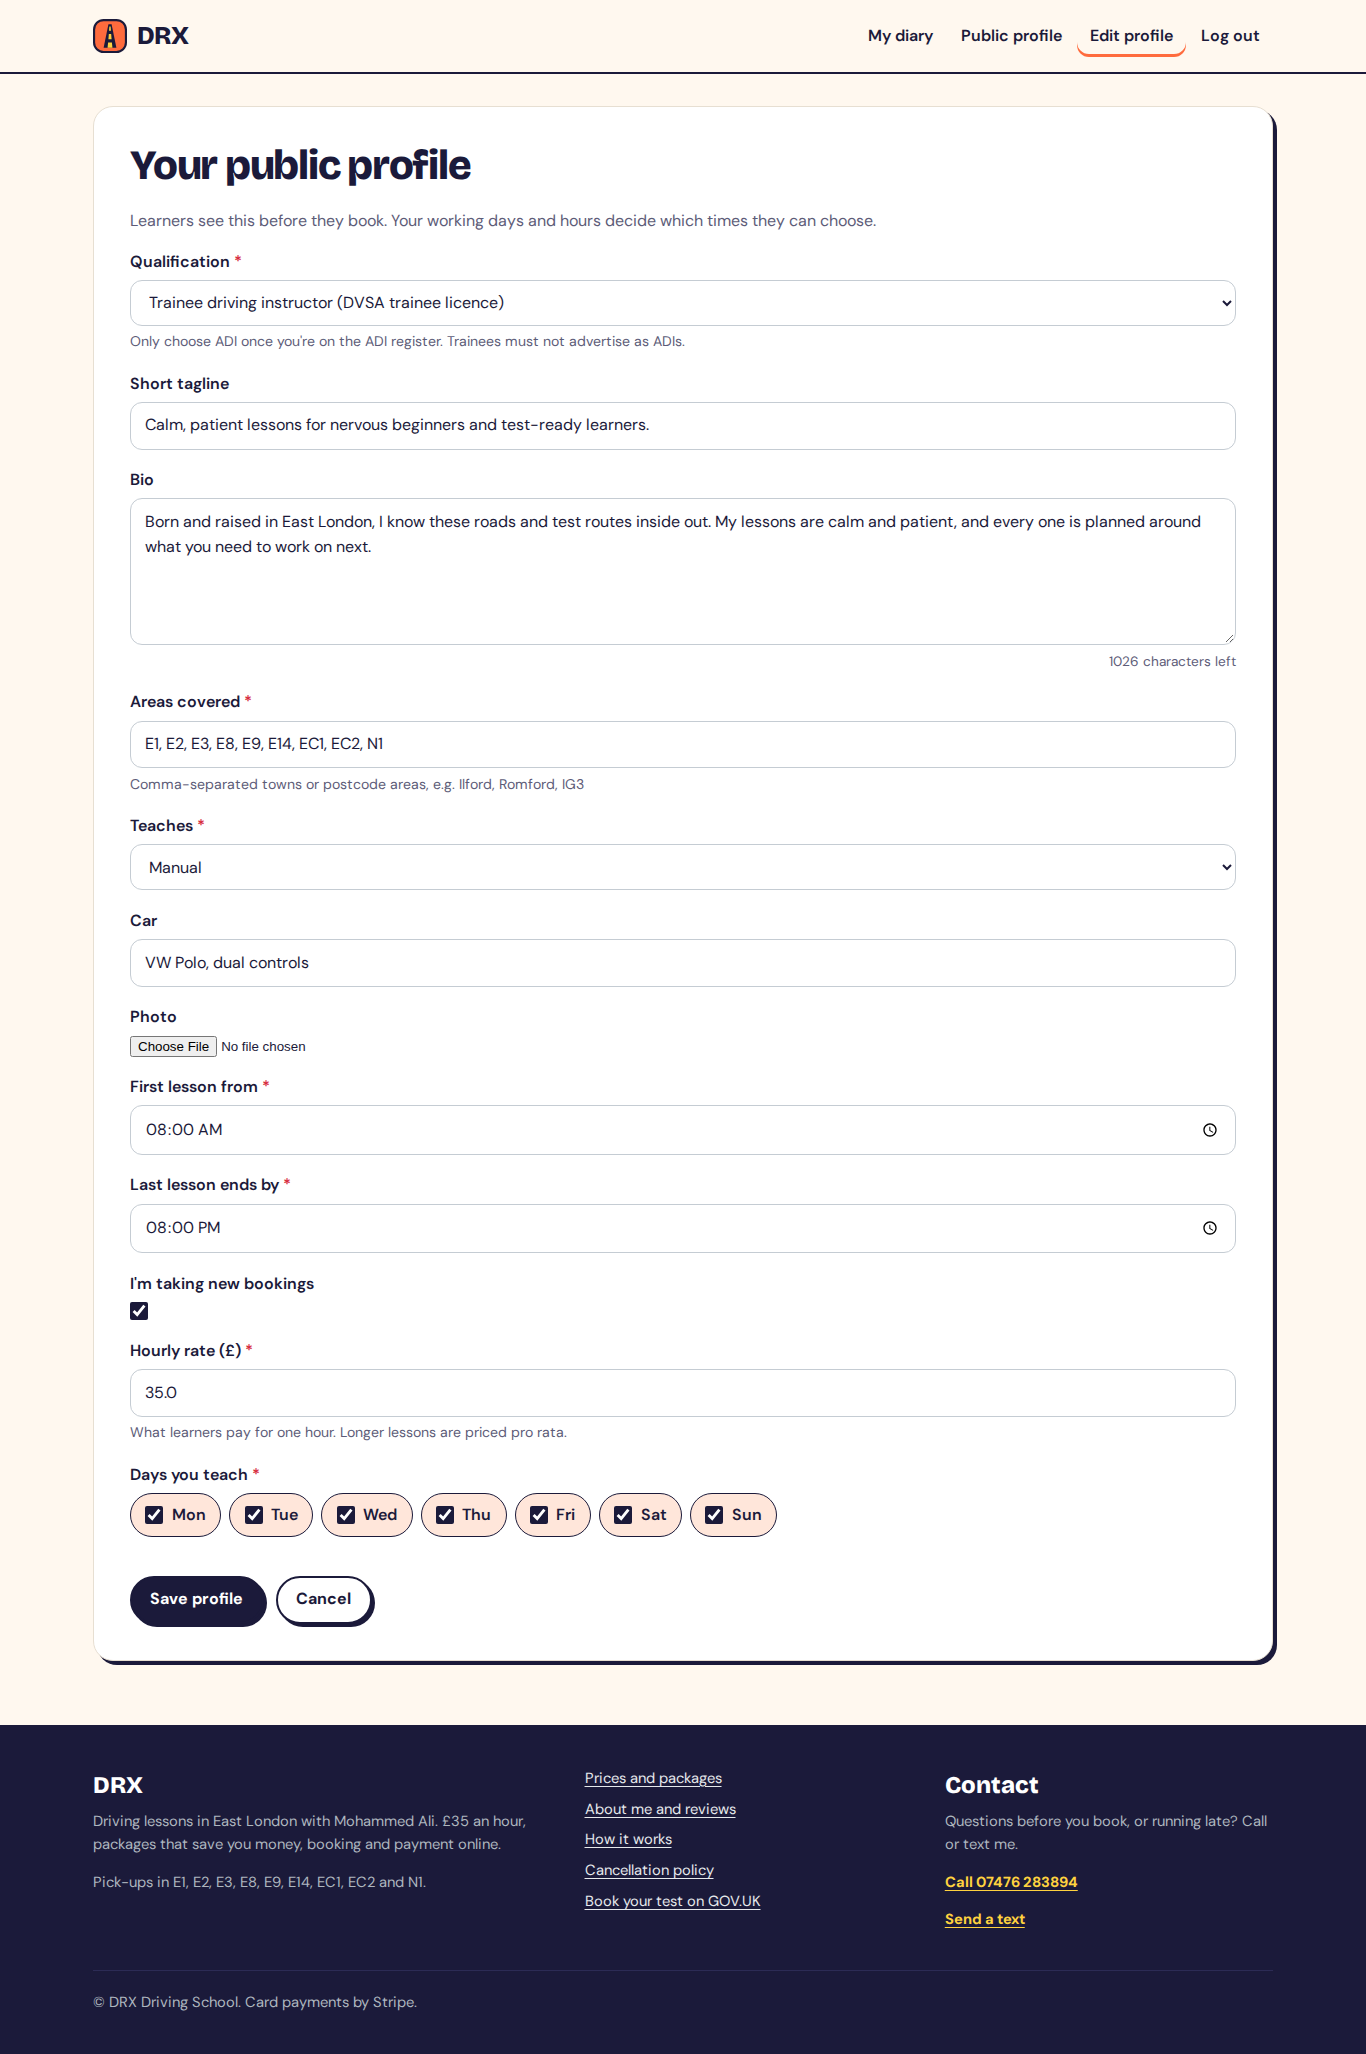 DRX
My diary
Public profile
Edit profile
Log out
Your public profile
Learners see this before they book. Your working days and hours decide which times they can choose.
Qualification *
Trainee driving instructor (DVSA trainee licence)
Only choose ADI once you're on the ADI register. Trainees must not advertise as ADIs.
Short tagline
Calm, patient lessons for nervous beginners and test-ready learners.
Bio
Born and raised in East London, I know these roads and test routes inside out. My lessons are calm and patient, and every one is planned around
what you need to work on next.
1026 characters left
Areas covered *
E1, E2, E3, E8, E9, E14, EC1, EC2, N1
Comma-separated towns or postcode areas, e.g. Ilford, Romford, IG3
Teaches *
Manual
Car
VW Polo, dual controls
Photo
Choose File No file chosen
First lesson from *
08:00 AM
Last lesson ends by *
08:00 PM
I'm taking new bookings
Hourly rate (£) *
35.0
What learners pay for one hour. Longer lessons are priced pro rata.
Days you teach *
Mon
Tue
Wed
Thu
Fri
Sat
Sun
Save profile
Cancel
DRX
Driving lessons in East London with Mohammed Ali. £35 an hour,
packages that save you money, booking and payment online.
Pick-ups in E1, E2, E3, E8, E9, E14, EC1, EC2 and N1.
Prices and packages
About me and reviews
How it works
Cancellation policy
Book your test on GOV.UK
Contact
Questions before you book, or running late? Call
or text me.
Call 07476 283894
Send a text
© DRX Driving School. Card payments by Stripe.